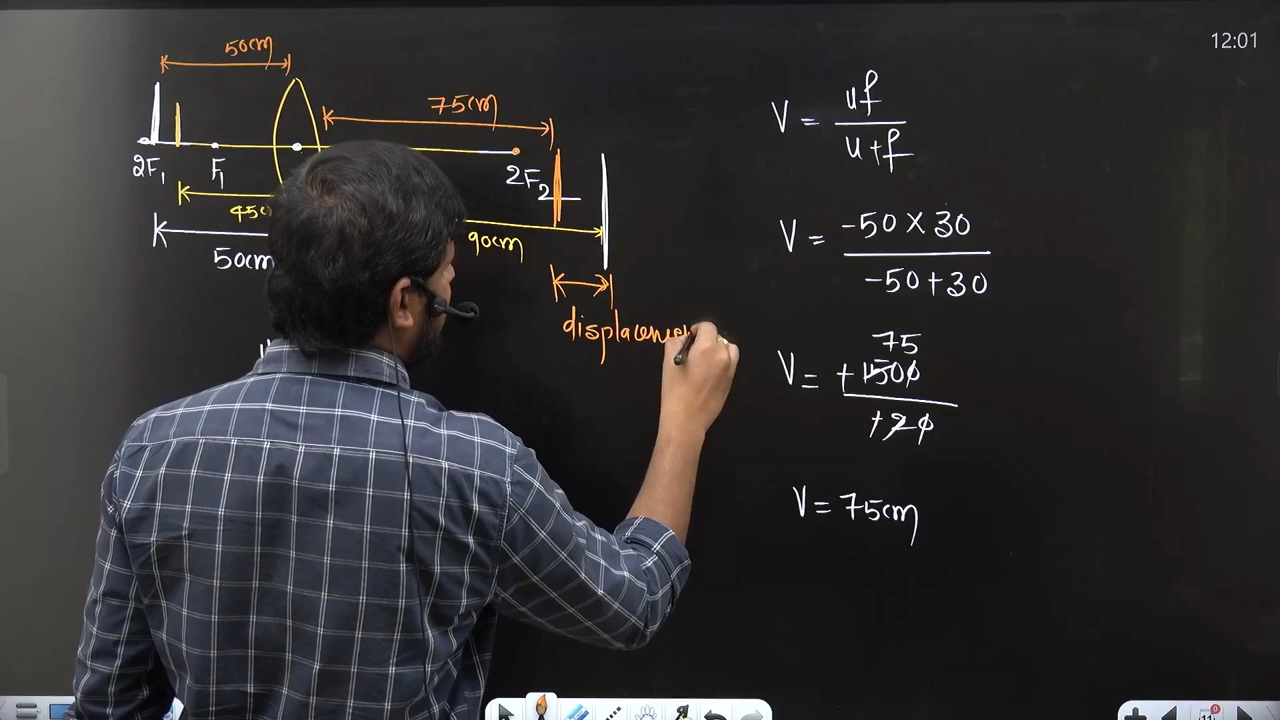 12:01
50cm
75cm
2F₁
F₁
2F₂
45c
90cm
50cm
displacemen
V = uf / u+f
V = -50 × 30 / -50+30
75
V = +1500 / +20
V = 75cm